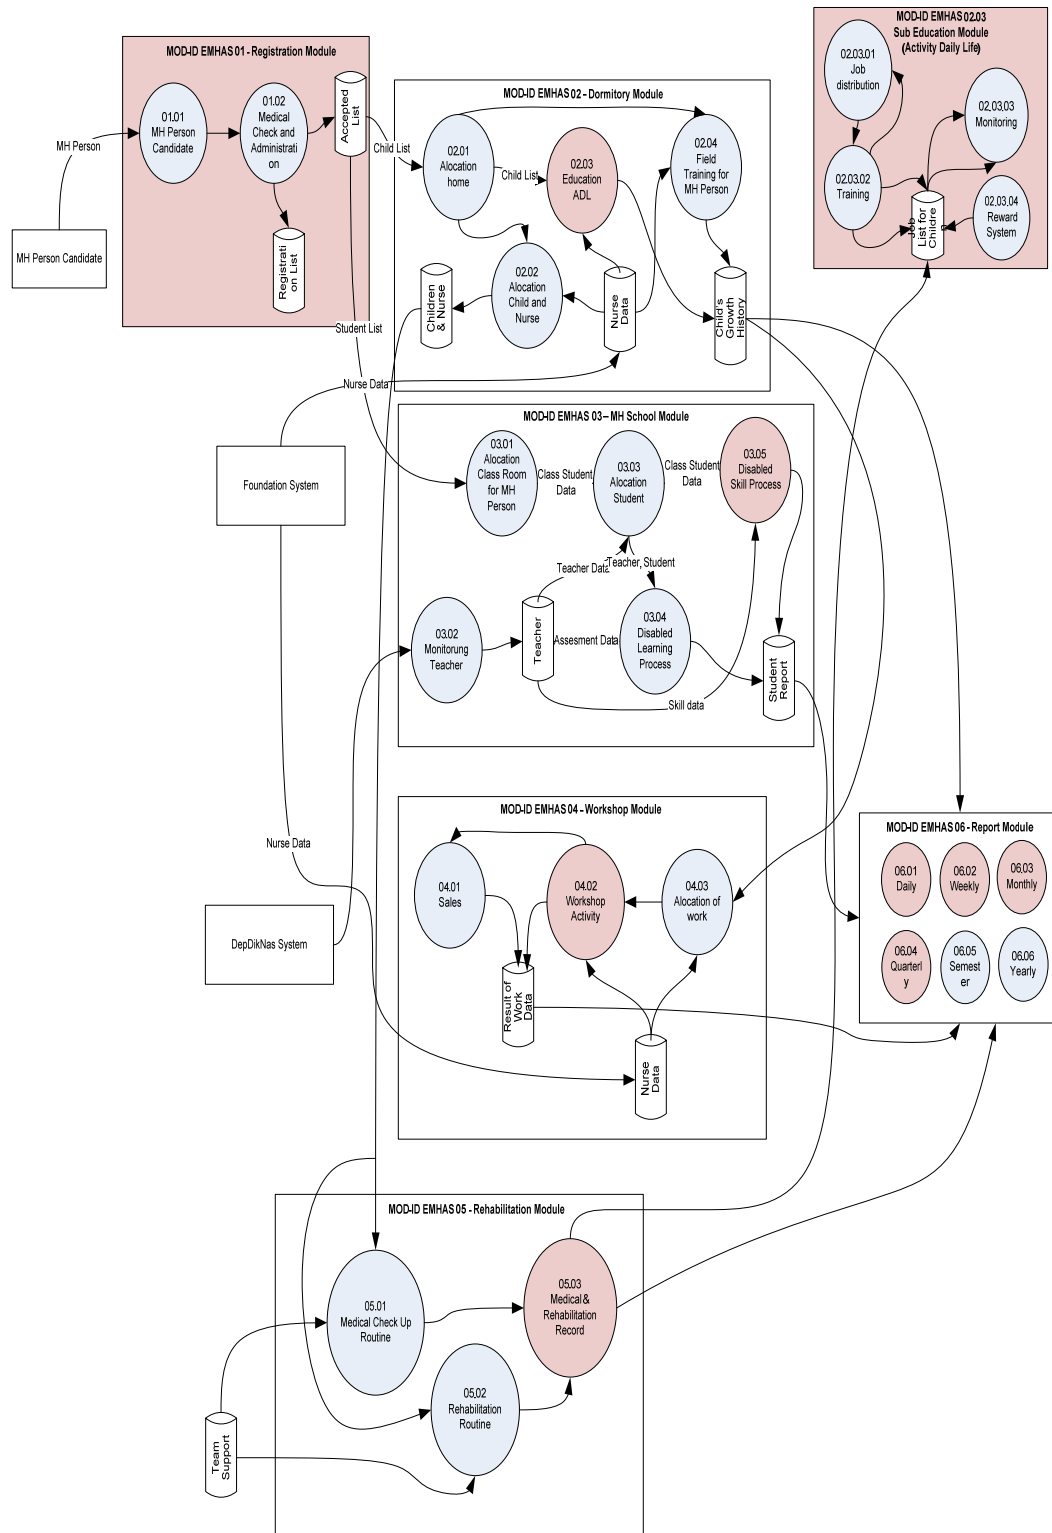 MOD-ID EMHAS 01 - Registration Module
01.01
MH Person
Candidate
01.02
Medical
Check and
Administrati
on
Accepted
List
Registrati
on List
MH Person
MH Person Candidate
Child List
Student List
MOD-ID EMHAS 02 - Dormitory Module
02.01
Alocation
home
Child List
02.03
Education
ADL
02.04
Field
Training for
MH Person
02.02
Alocation
Child and
Nurse
Children
& Nurse
Nurse
Data
Child's
Growth
History
MOD-ID EMHAS 02.03
Sub Education Module
(Activity Daily Life)
02.03.01
Job
distribution
02.03.03
Monitoring
02.03.02
Training
02.03.04
Reward
System
Job
List for
Childre
n
Nurse Data
Foundation System
MOD-ID EMHAS 03 – MH School Module
03.01
Alocation
Class Room
for MH
Person
Class Student
Data
03.03
Alocation
Student
Class Student
Data
03.05
Disabled
Skill Process
Teacher Data
Teacher, Student
03.02
Monitorung
Teacher
Teacher
Assesment Data
03.04
Disabled
Learning
Process
Student
Report
Skill data
Nurse Data
DepDikNas System
MOD-ID EMHAS 04 – Workshop Module
04.01
Sales
04.02
Workshop
Activity
04.03
Alocation of
work
Result of
Work
Data
Nurse
Data
MOD-ID EMHAS 06 - Report Module
06.01
Daily
06.02
Weekly
06.03
Monthly
06.04
Quarterl
y
06.05
Semest
er
06.06
Yearly
MOD-ID EMHAS 05 - Rehabilitation Module
05.01
Medical Check Up
Routine
05.03
Medical &
Rehabilitation
Record
05.02
Rehabilitation
Routine
Team
Support